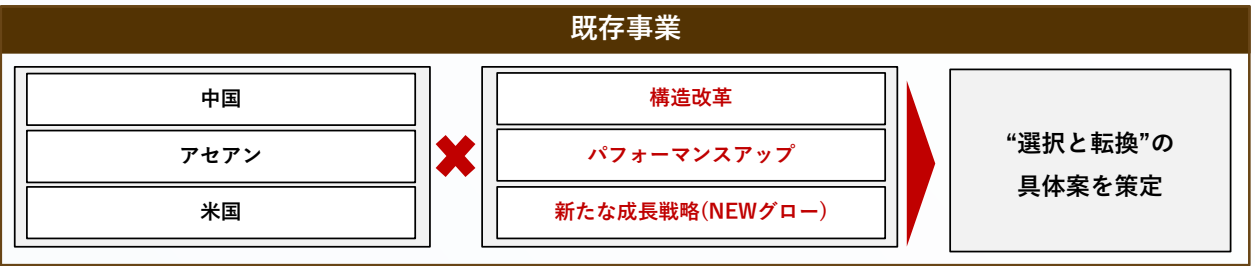 既存事業
中国
アセアン
米国
構造改革
パフォーマンスアップ
新たな成長戦略(NEWグロー)
“選択と転換”の
具体案を策定